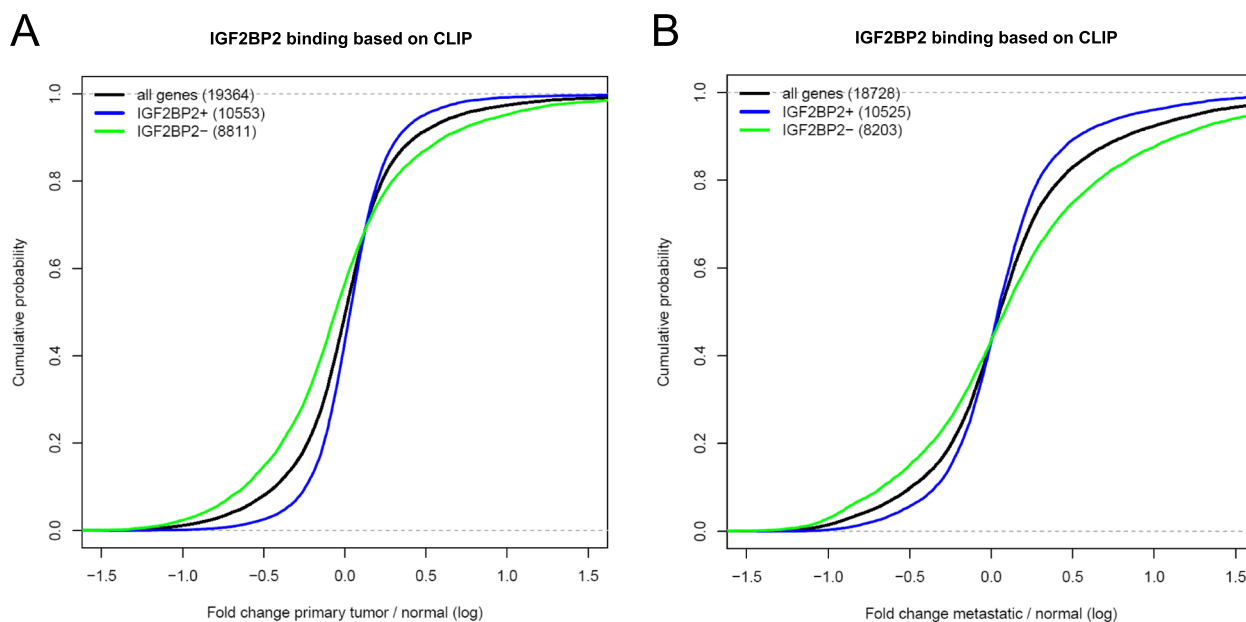 A
IGF2BP2 binding based on CLIP
all genes (19364)
IGF2BP2+ (10553)
IGF2BP2− (8811)
Cumulative probability
0.0
0.2
0.4
0.6
0.8
1.0
−1.5 −1.0 −0.5 0.0 0.5 1.0 1.5
Fold change primary tumor / normal (log)
B
IGF2BP2 binding based on CLIP
all genes (18728)
IGF2BP2+ (10525)
IGF2BP2− (8203)
Cumulative probability
0.0
0.2
0.4
0.6
0.8
1.0
−1.5 −1.0 −0.5 0.0 0.5 1.0 1.5
Fold change metastatic / normal (log)